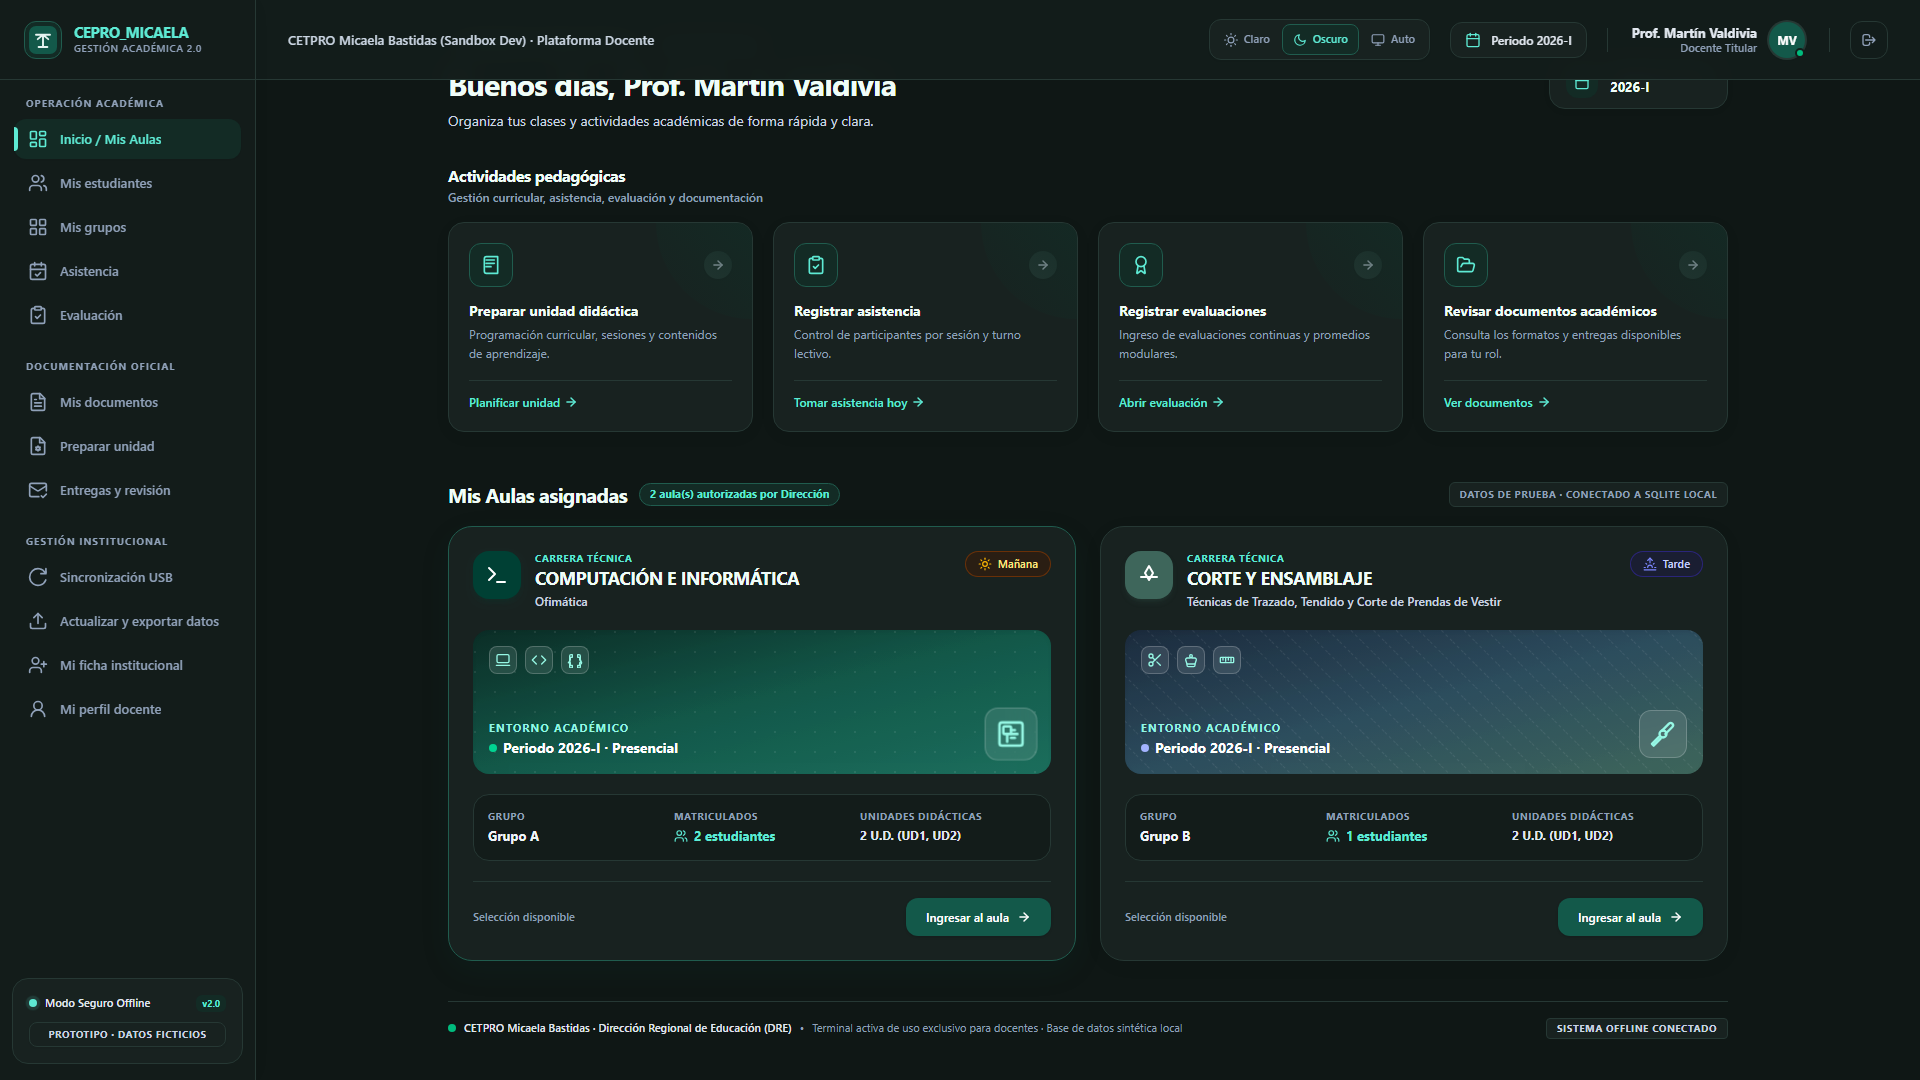 CEPRO_MICAELA
GESTIÓN ACADÉMICA 2.0
CETPRO Micaela Bastidas (Sandbox Dev) · Plataforma Docente
Claro
Oscuro
Auto
Periodo 2026-I
Prof. Martín Valdivia
Docente Titular
MV
OPERACIÓN ACADÉMICA
Inicio / Mis Aulas
Mis estudiantes
Mis grupos
Asistencia
Evaluación
DOCUMENTACIÓN OFICIAL
Mis documentos
Preparar unidad
Entregas y revisión
GESTIÓN INSTITUCIONAL
Sincronización USB
Actualizar y exportar datos
Mi ficha institucional
Mi perfil docente
Modo Seguro Offline
v2.0
PROTOTIPO · DATOS FICTICIOS
Buenos días, Prof. Martín Valdivia
Organiza tus clases y actividades académicas de forma rápida y clara.
2026-I
Actividades pedagógicas
Gestión curricular, asistencia, evaluación y documentación
Preparar unidad didáctica
Programación curricular, sesiones y contenidos
de aprendizaje.
Planificar unidad
Registrar asistencia
Control de participantes por sesión y turno
lectivo.
Tomar asistencia hoy
Registrar evaluaciones
Ingreso de evaluaciones continuas y promedios
modulares.
Abrir evaluación
Revisar documentos académicos
Consulta los formatos y entregas disponibles
para tu rol.
Ver documentos
Mis Aulas asignadas
2 aula(s) autorizadas por Dirección
DATOS DE PRUEBA · CONECTADO A SQLITE LOCAL
CARRERA TÉCNICA
COMPUTACIÓN E INFORMÁTICA
Ofimática
Mañana
ENTORNO ACADÉMICO
Periodo 2026-I · Presencial
GRUPO
Grupo A
MATRICULADOS
2 estudiantes
UNIDADES DIDÁCTICAS
2 U.D. (UD1, UD2)
Selección disponible
Ingresar al aula
CARRERA TÉCNICA
CORTE Y ENSAMBLAJE
Técnicas de Trazado, Tendido y Corte de Prendas de Vestir
Tarde
ENTORNO ACADÉMICO
Periodo 2026-I · Presencial
GRUPO
Grupo B
MATRICULADOS
1 estudiantes
UNIDADES DIDÁCTICAS
2 U.D. (UD1, UD2)
Selección disponible
Ingresar al aula
CETPRO Micaela Bastidas · Dirección Regional de Educación (DRE) • Terminal activa de uso exclusivo para docentes · Base de datos sintética local
SISTEMA OFFLINE CONECTADO